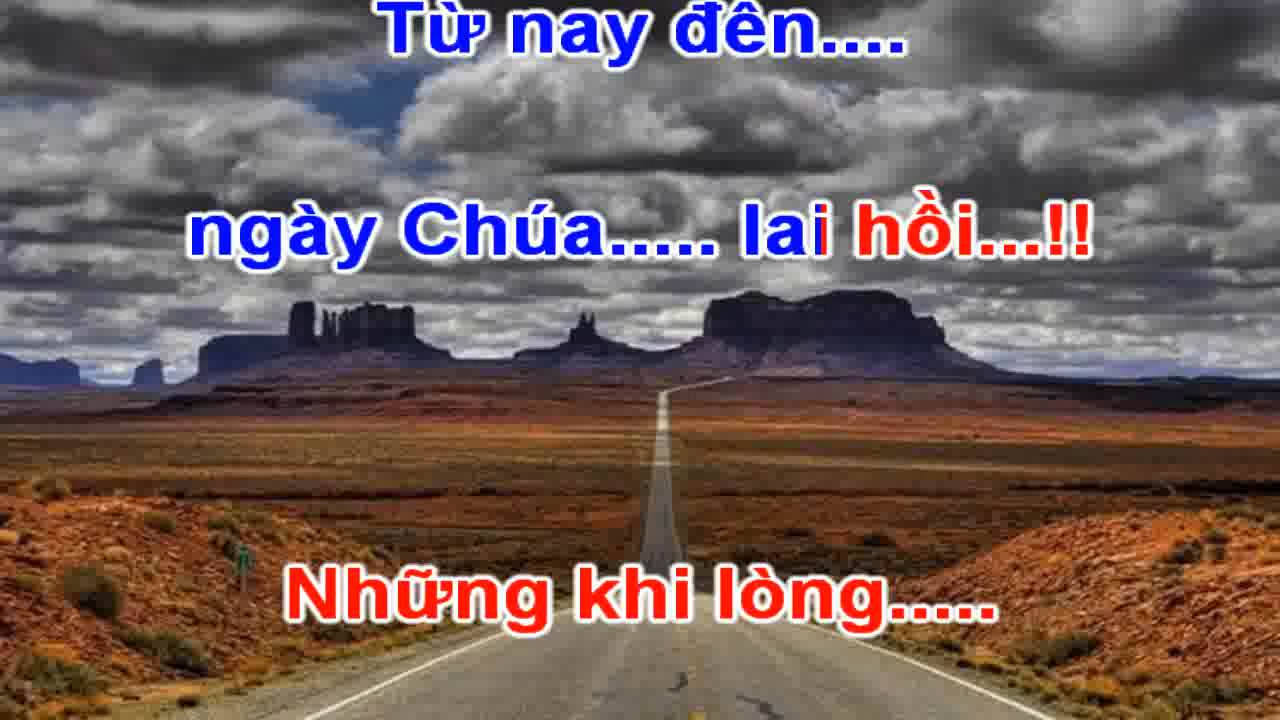 Từ nay đên....
ngày Chúa..... lai hồi...!!
Những khi lòng.....